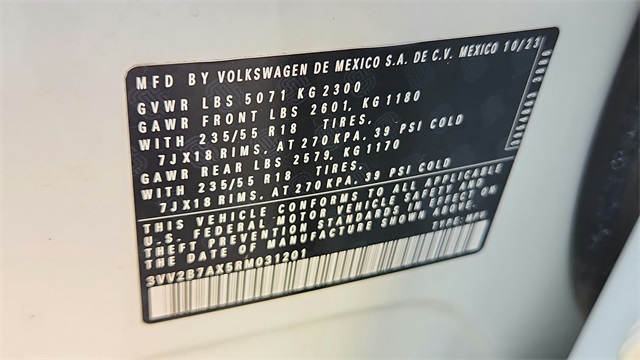 MFD BY VOLKSWAGEN DE MEXICO S.A. DE C.V. MEXICO 10/23
GVWR LBS 5071 KG 2300
GAWR FRONT LBS 2601, KG 1180
WITH 235/55 R18 TIRES,
7JX18 RIMS, AT 270 KPA, 39 PSI COLD
GAWR REAR LBS 2579, KG 1170
WITH 235/55 R18 TIRES,
7JX18 RIMS, AT 270 KPA, 39 PSI COLD
THIS VEHICLE CONFORMS TO ALL APPLICABLE
U.S. FEDERAL MOTOR VEHICLE SAFETY AND
THEFT PREVENTION STANDARDS IN EFFECT ON
THE DATE OF MANUFACTURE SHOWN ABOVE.
TYPE: MPV
3VV2B7AX5RM031201